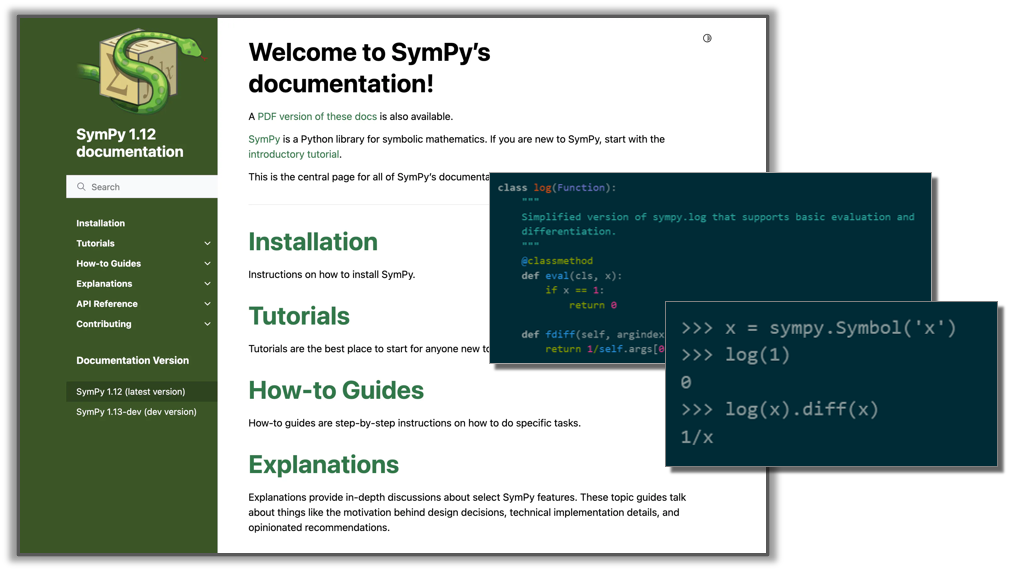 SymPy 1.12
documentation
Search
Installation
Tutorials
How-to Guides
Explanations
API Reference
Contributing
Documentation Version
SymPy 1.12 (latest version)
SymPy 1.13-dev (dev version)
Welcome to SymPy's
documentation!
A PDF version of these docs is also available.
SymPy is a Python library for symbolic mathematics. If you are new to SymPy, start with the
introductory tutorial.
This is the central page for all of SymPy's documenta
Installation
Instructions on how to install SymPy.
Tutorials
Tutorials are the best place to start for anyone new to
How-to Guides
How-to guides are step-by-step instructions on how to do specific tasks.
Explanations
Explanations provide in-depth discussions about select SymPy features. These topic guides talk
about things like the motivation behind design decisions, technical implementation details, and
opinionated recommendations.
class log(Function):
"""
Simplified version of sympy.log that supports basic evaluation and
differentiation.
"""
@classmethod
def eval(cls, x):
if x == 1:
return 0
def fdiff(self, argindex
return 1/self.args[0
>>> x = sympy.Symbol('x')
>>> log(1)
0
>>> log(x).diff(x)
1/x